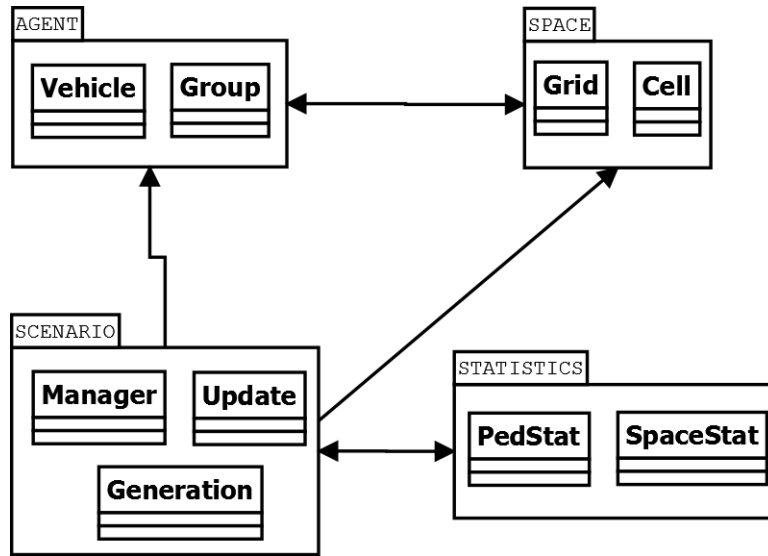 AGENT
Vehicle
Group
SPACE
Grid
Cell
SCENARIO
Manager
Update
Generation
STATISTICS
PedStat
SpaceStat